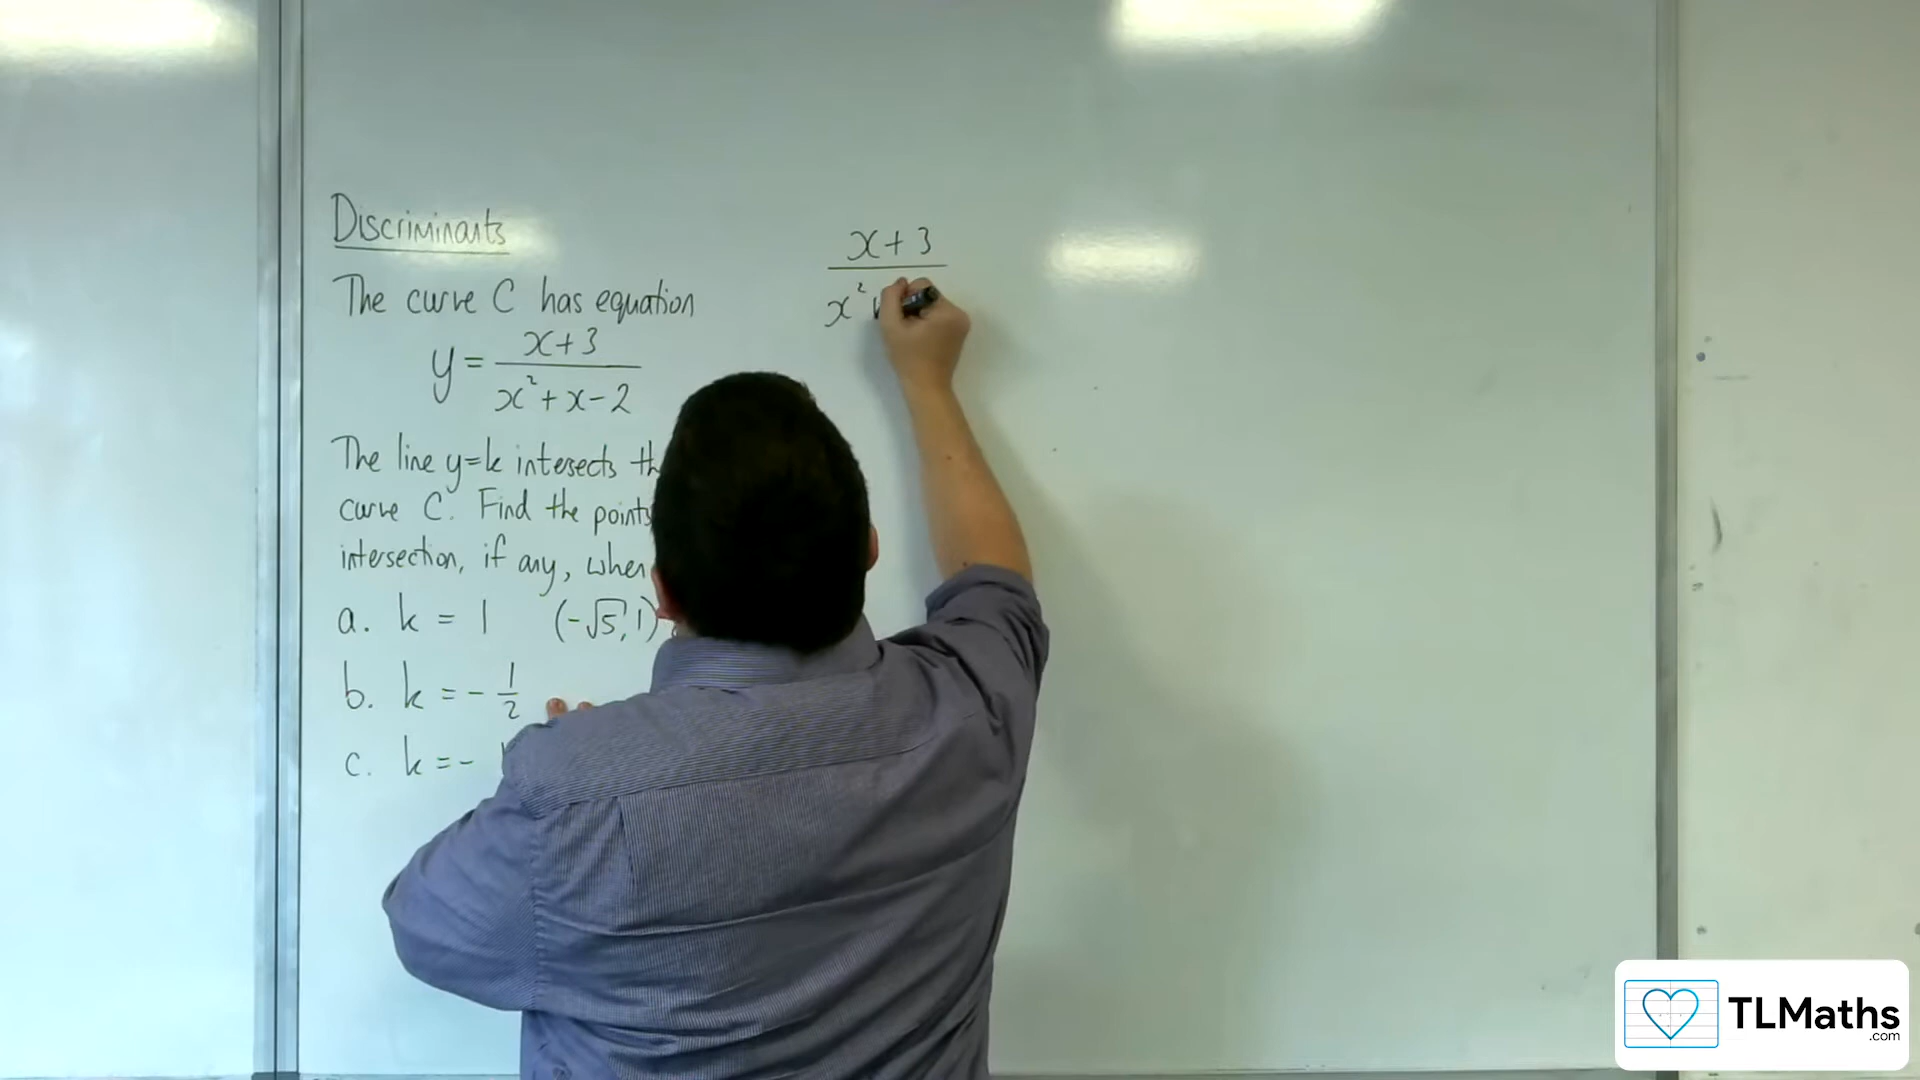 Discriminants
The curve C has equation
y = x+3 / x²+x-2
The line y=k intersects
curve C. Find the points
intersection, if any, when
a. k = 1 (-√5, 1)
b. k = -1/2
c. k = -
x+3
x²
TLMaths
.com